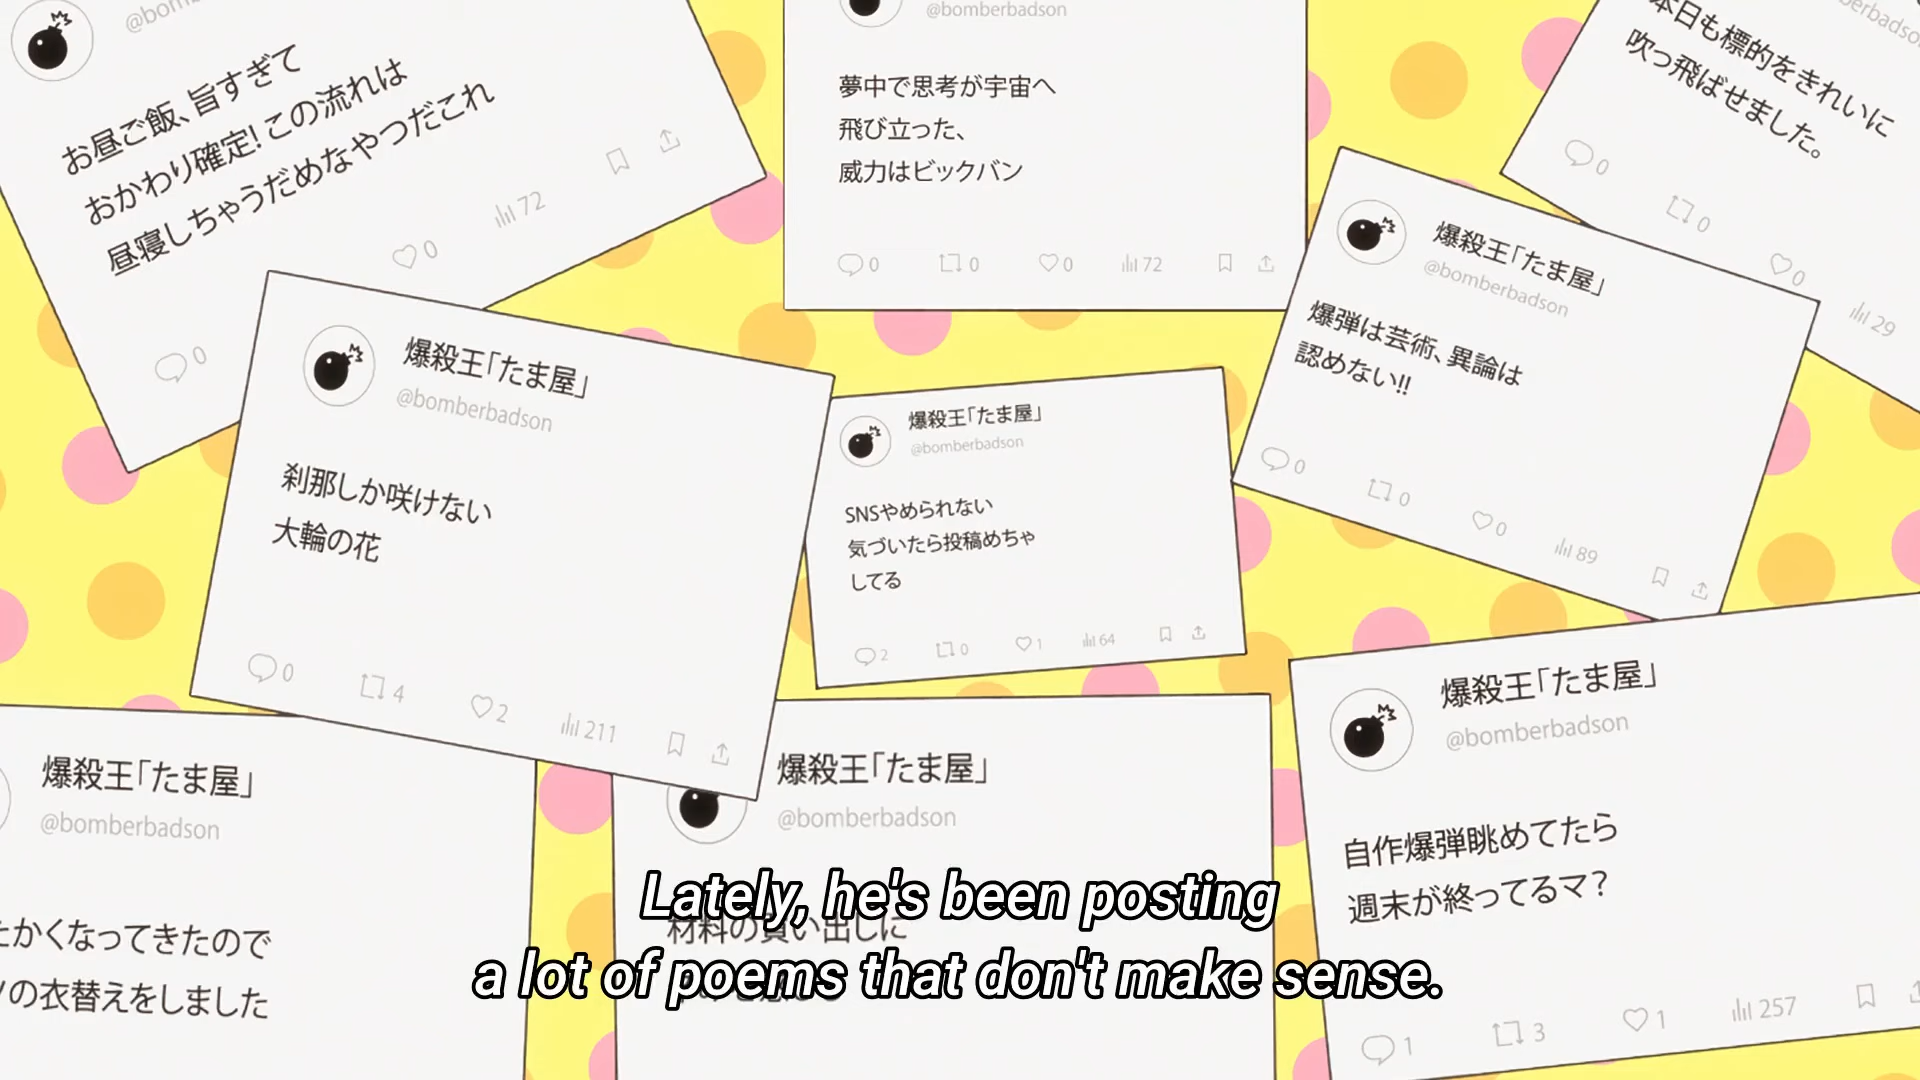 @bomberbadson
お昼ご飯、旨すぎて
おかわり確定!この流れは
昼寝しちゃうだめなやつだこれ
0
0
72
@bomberbadson
夢中で思考が宇宙へ
飛び立った、
威力はビックバン
0 0 0 72
本日も標的をきれいに
吹っ飛ばせました。
0 0 0 29
爆殺王「たま屋」
@bomberbadson
爆弾は芸術、異論は
認めない!!
0 0 0 89
爆殺王「たま屋」
@bomberbadson
刹那しか咲けない
大輪の花
0 4 2 211
爆殺王「たま屋」
@bomberbadson
SNSやめられない
気づいたら投稿めちゃ
してる
2 0 1 64
爆殺王「たま屋」
@bomberbadson
自作爆弾眺めてたら
週末が終ってるマ?
1 3 1 257
爆殺王「たま屋」
@bomberbadson
たかくなってきたので
の衣替えをしました
爆殺王「たま屋」
@bomberbadson
材料の買い出しに
Lately, he's been posting
a lot of poems that don't make sense.